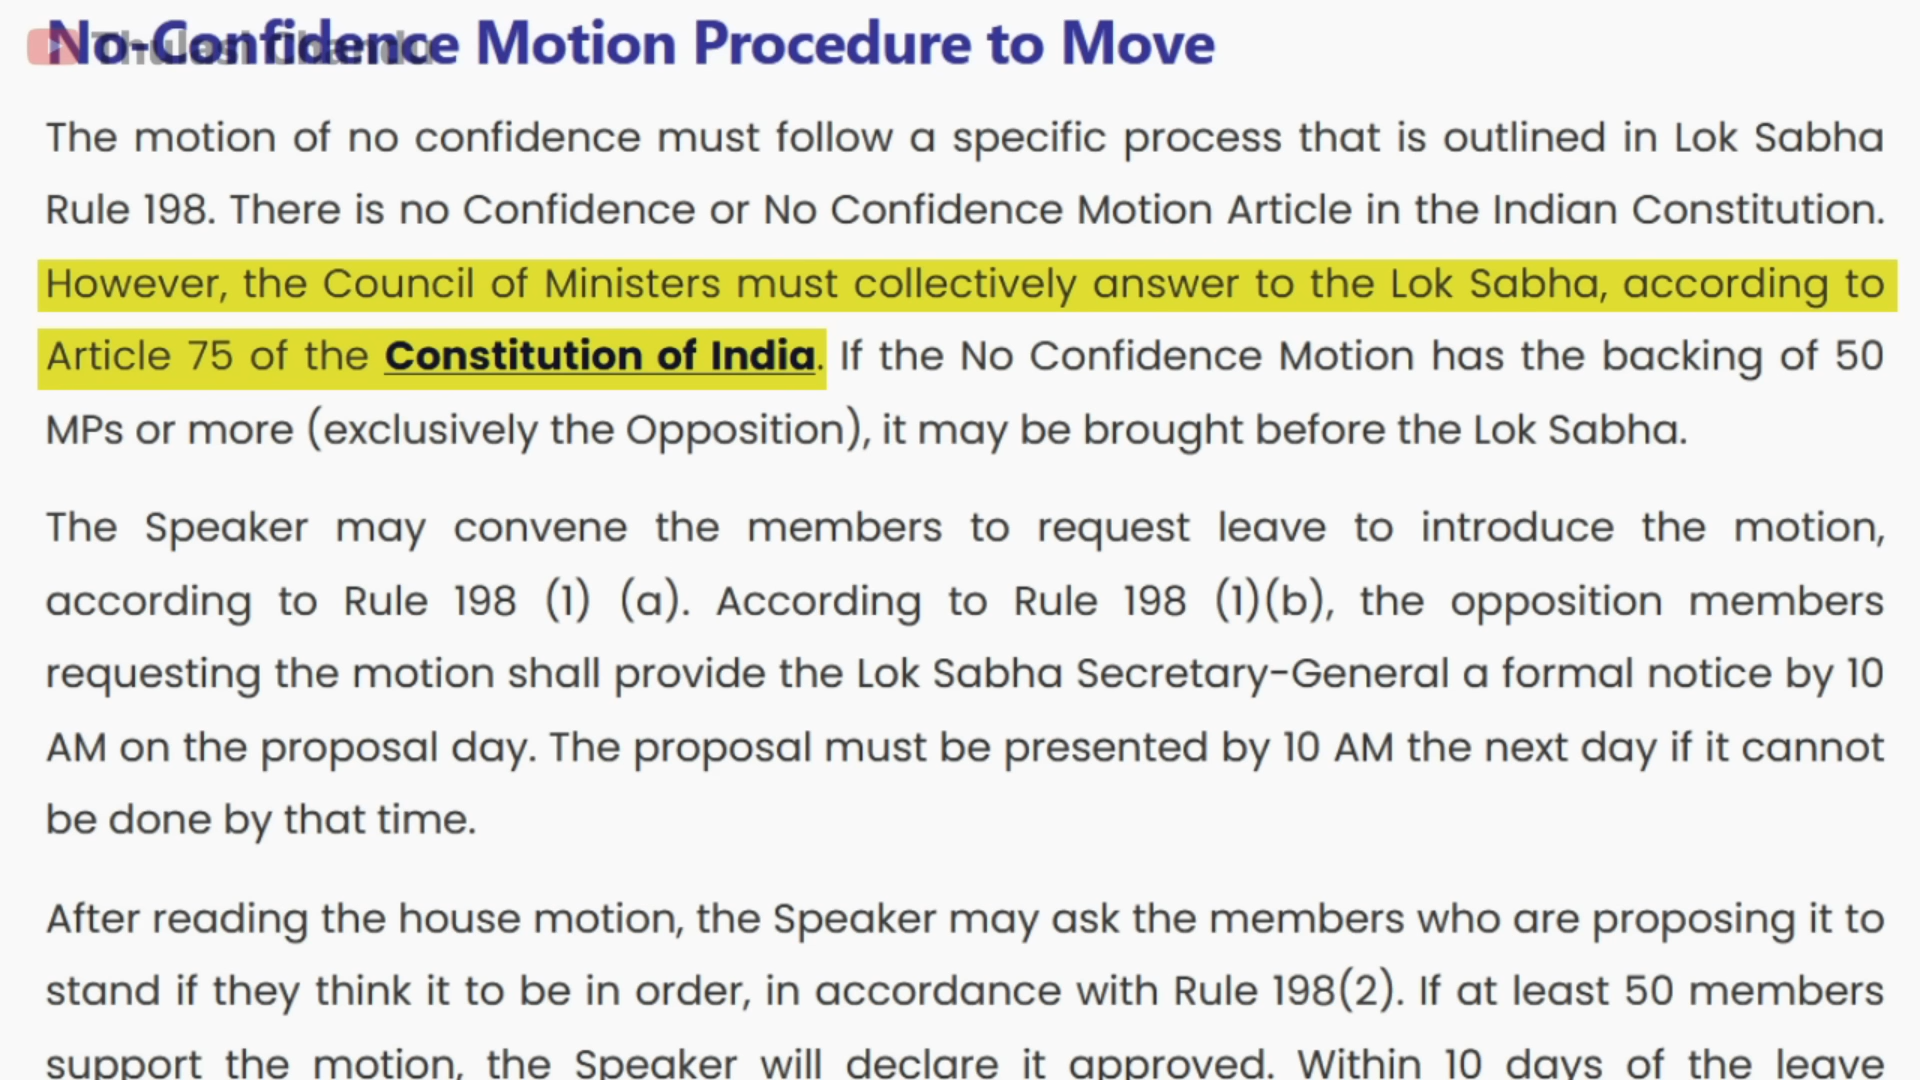 No-Confidence Motion Procedure to Move
Thulasi Chandu
The motion of no confidence must follow a specific process that is outlined in Lok Sabha
Rule 198. There is no Confidence or No Confidence Motion Article in the Indian Constitution.
However, the Council of Ministers must collectively answer to the Lok Sabha, according to
Article 75 of the Constitution of India. If the No Confidence Motion has the backing of 50
MPs or more (exclusively the Opposition), it may be brought before the Lok Sabha.
The Speaker may convene the members to request leave to introduce the motion,
according to Rule 198 (1) (a). According to Rule 198 (1)(b), the opposition members
requesting the motion shall provide the Lok Sabha Secretary-General a formal notice by 10
AM on the proposal day. The proposal must be presented by 10 AM the next day if it cannot
be done by that time.
After reading the house motion, the Speaker may ask the members who are proposing it to
stand if they think it to be in order, in accordance with Rule 198(2). If at least 50 members
support the motion, the Speaker will declare it approved. Within 10 days of the leave